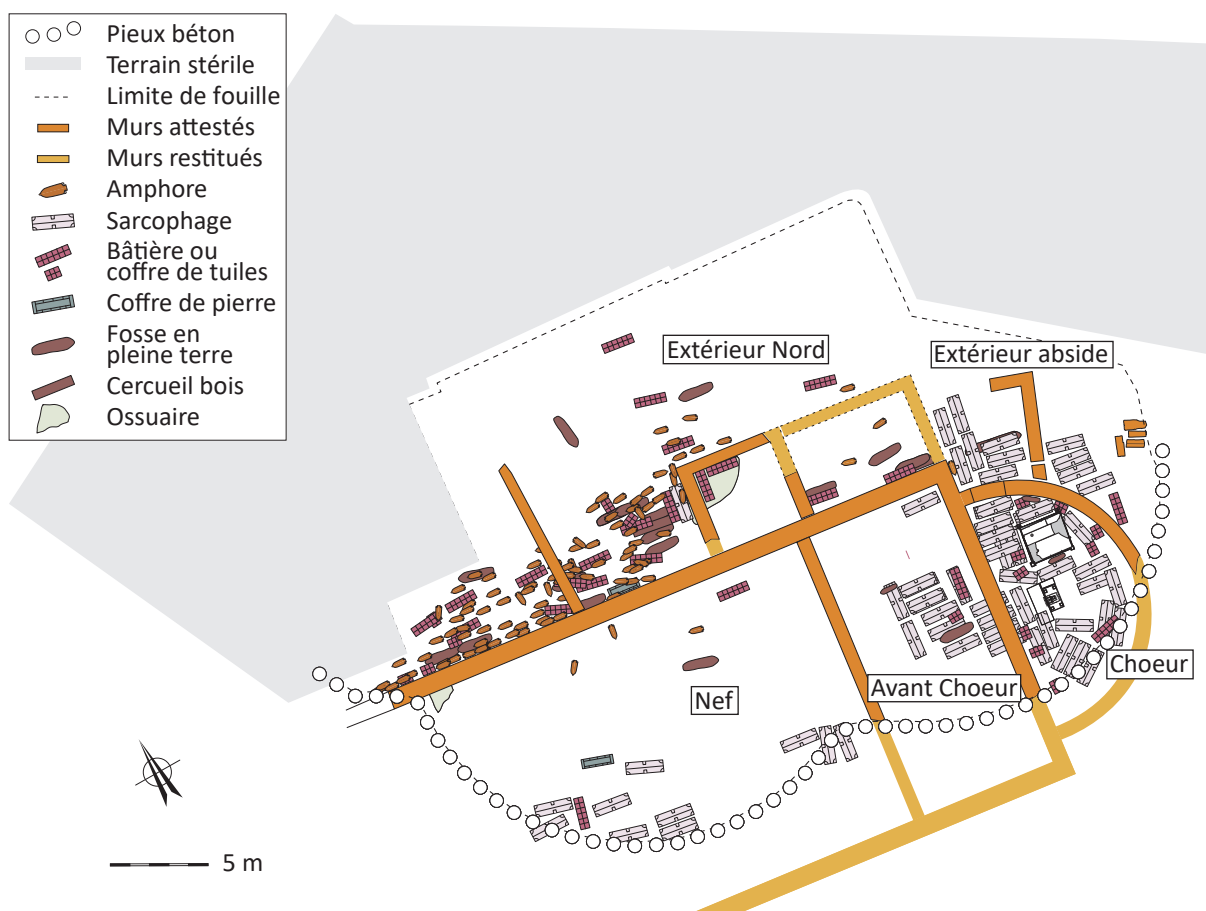 Pieux béton
Terrain stérile
Limite de fouille
Murs attestés
Murs restitués
Amphore
Sarcophage
Bâtière ou
coffre de tuiles
Coffre de pierre
Fosse en
pleine terre
Cercueil bois
Ossuaire
Extérieur Nord
Extérieur abside
Choeur
Avant Choeur
Nef
5 m